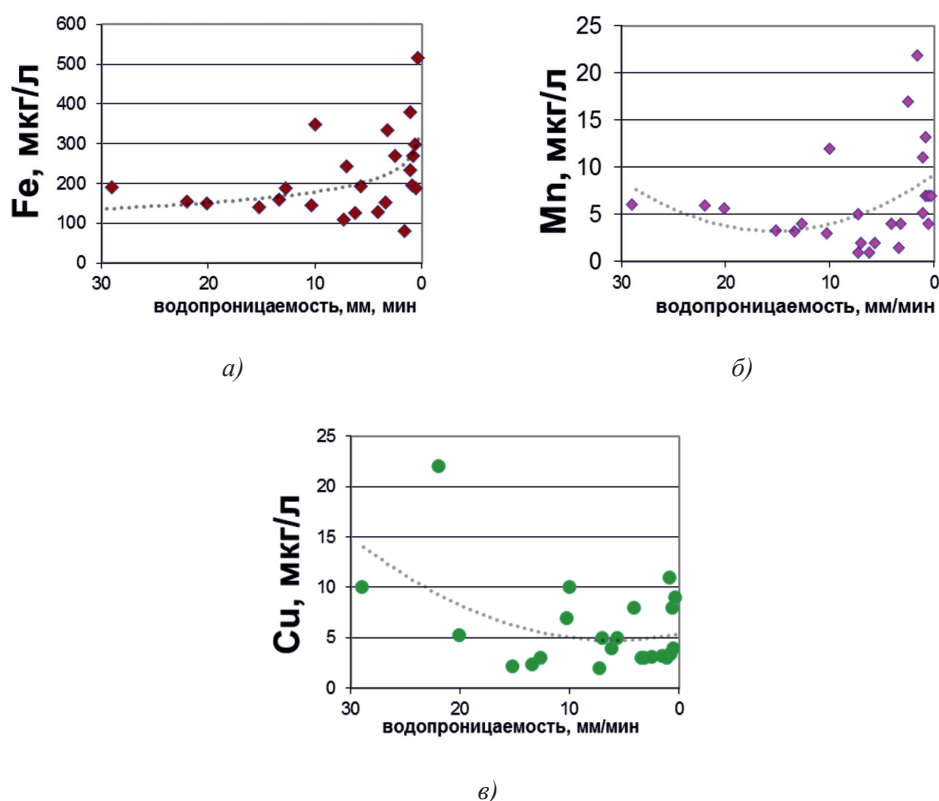 600
500
400
300
200
100
0
Fe, мкг/л
30 20 10 0
водопроницаемость, мм, мин
а)
25
20
15
10
5
0
Mn, мкг/л
30 20 10 0
водопроницаемость, мм/мин
б)
25
20
15
10
5
0
Cu, мкг/л
30 20 10 0
водопроницаемость, мм/мин
в)